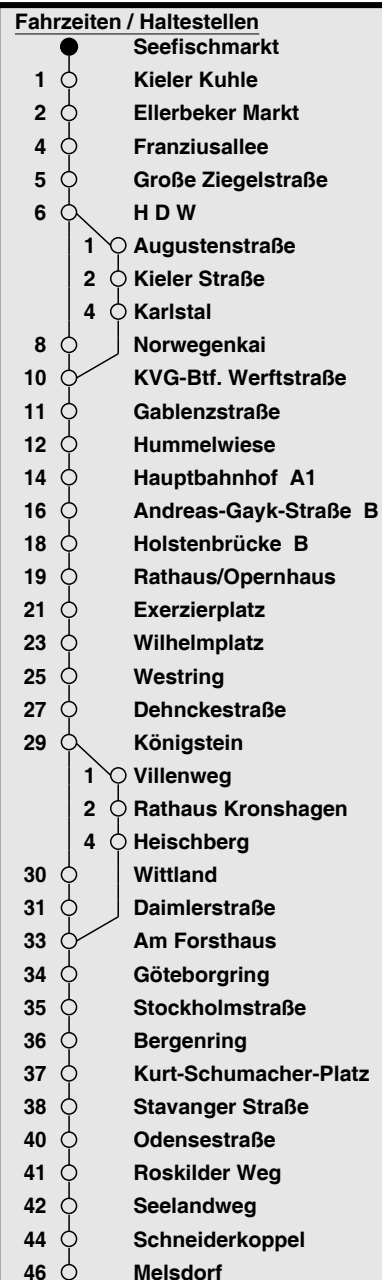 Fahrzeiten / Haltestellen
Seefischmarkt
1 Kieler Kuhle
2 Ellerbeker Markt
4 Franziusallee
5 Große Ziegelstraße
6 H D W
1 Augustenstraße
2 Kieler Straße
4 Karlstal
8 Norwegenkai
10 KVG-Btf. Werftstraße
11 Gablenzstraße
12 Hummelwiese
14 Hauptbahnhof A1
16 Andreas-Gayk-Straße B
18 Holstenbrücke B
19 Rathaus/Opernhaus
21 Exerzierplatz
23 Wilhelmplatz
25 Westring
27 Dehnckestraße
29 Königstein
1 Villenweg
2 Rathaus Kronshagen
4 Heischberg
30 Wittland
31 Daimlerstraße
33 Am Forsthaus
34 Göteborgring
35 Stockholmstraße
36 Bergenring
37 Kurt-Schumacher-Platz
38 Stavanger Straße
40 Odensestraße
41 Roskilder Weg
42 Seelandweg
44 Schneiderkoppel
46 Melsdorf